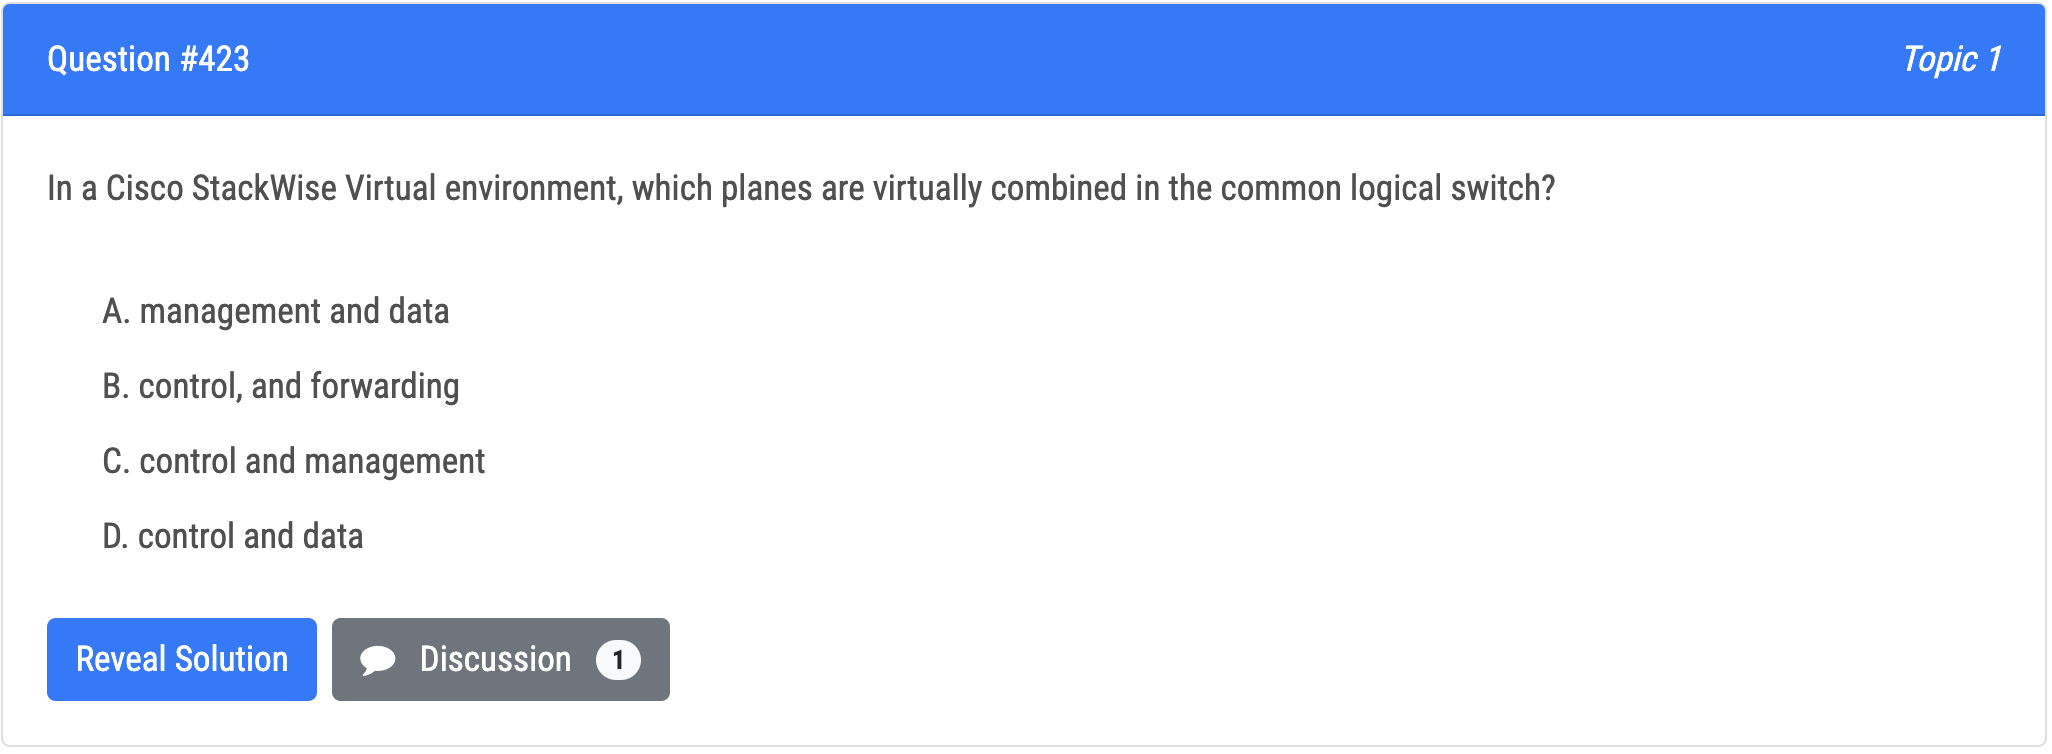 Question #423
Topic 1
In a Cisco StackWise Virtual environment, which planes are virtually combined in the common logical switch?
A. management and data
B. control, and forwarding
C. control and management
D. control and data
Reveal Solution
Discussion 1